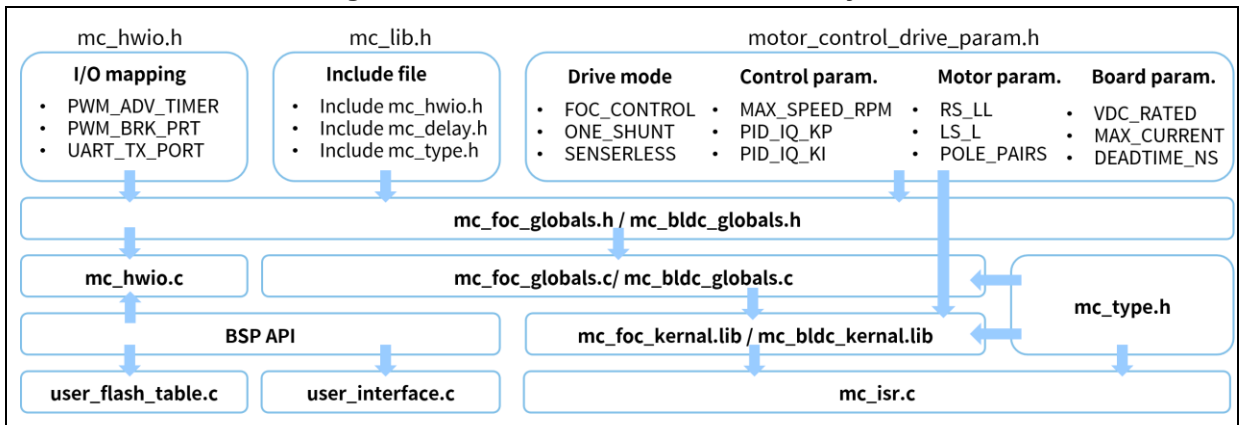 mc_hwio.h
I/O mapping
• PWM_ADV_TIMER
• PWM_BRK_PRT
• UART_TX_PORT
mc_lib.h
Include file
• Include mc_hwio.h
• Include mc_delay.h
• Include mc_type.h
motor_control_drive_param.h
Drive mode
• FOC_CONTROL
• ONE_SHUNT
• SENSERLESS
Control param.
• MAX_SPEED_RPM
• PID_IQ_KP
• PID_IQ_KI
Motor param.
• RS_LL
• LS_L
• POLE_PAIRS
Board param.
• VDC_RATED
• MAX_CURRENT
• DEADTIME_NS
mc_foc_globals.h / mc_bldc_globals.h
mc_hwio.c
mc_foc_globals.c/ mc_bldc_globals.c
mc_type.h
BSP API
mc_foc_kernal.lib / mc_bldc_kernal.lib
user_flash_table.c
user_interface.c
mc_isr.c